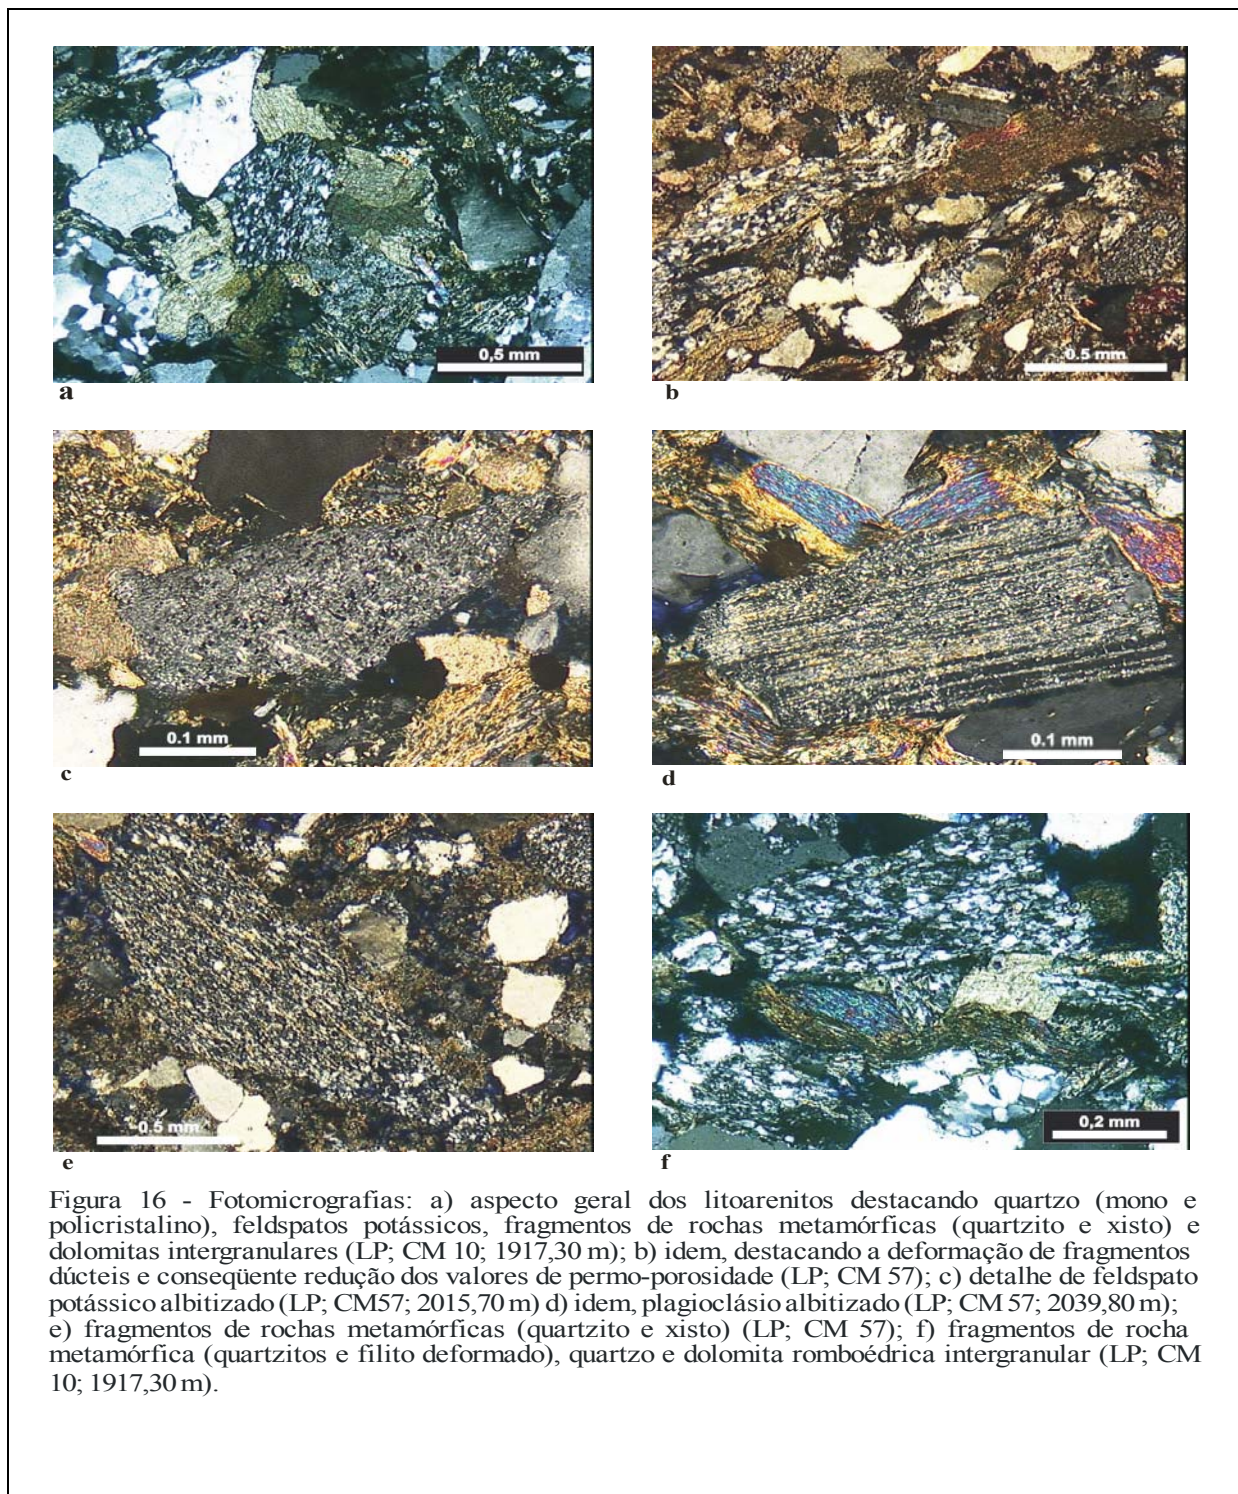 0,5 mm
a
0.5 mm
b
0.1 mm
c
0.1 mm
d
0.5 mm
e
0,2 mm
f
Figura 16 - Fotomicrografias: a) aspecto geral dos litoarenitos destacando quartzo (mono e
policristalino), feldspatos potássicos, fragmentos de rochas metamórficas (quartzito e xisto) e
dolomitas intergranulares (LP; CM 10; 1917,30 m); b) idem, destacando a deformação de fragmentos
dúcteis e conseqüente redução dos valores de permo-porosidade (LP; CM 57); c) detalhe de feldspato
potássico albitizado (LP; CM57; 2015,70 m) d) idem, plagioclásio albitizado (LP; CM 57; 2039,80 m);
e) fragmentos de rochas metamórficas (quartzito e xisto) (LP; CM 57); f) fragmentos de rocha
metamórfica (quartzitos e filito deformado), quartzo e dolomita romboédrica intergranular (LP; CM
10; 1917,30 m).